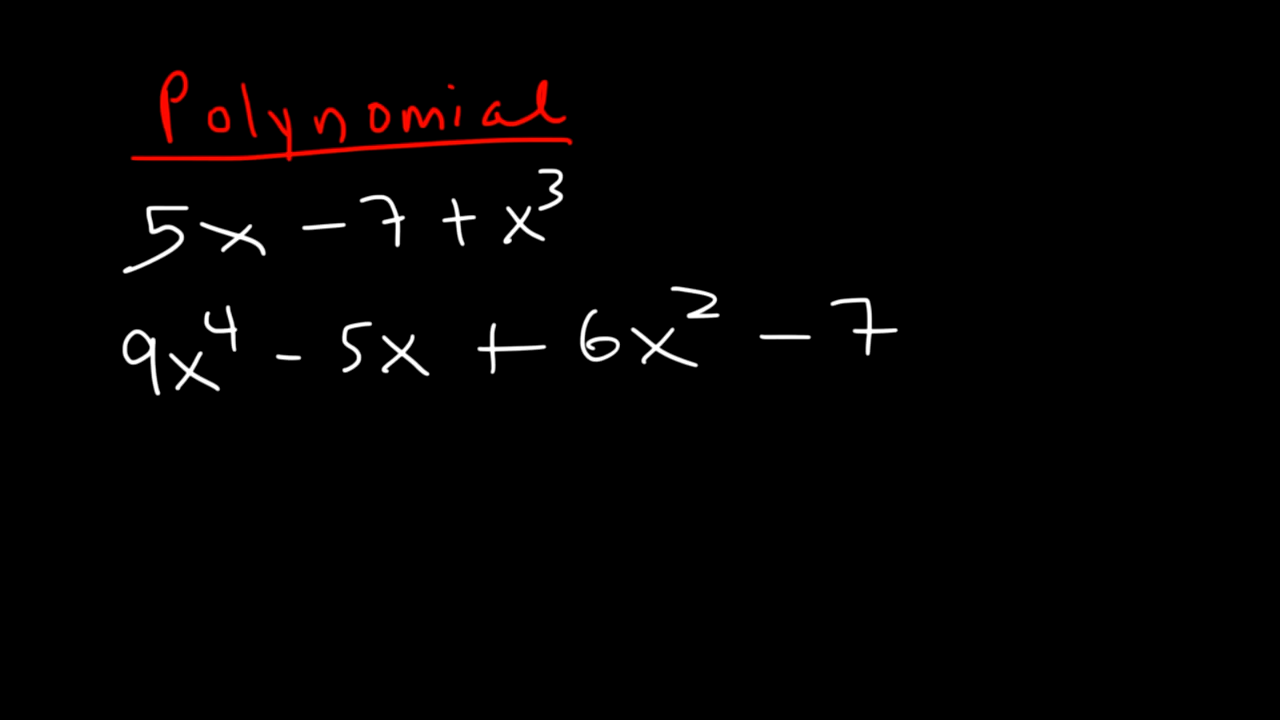 Polynomial
5x - 7 + x³
9x⁴ - 5x + 6x² - 7